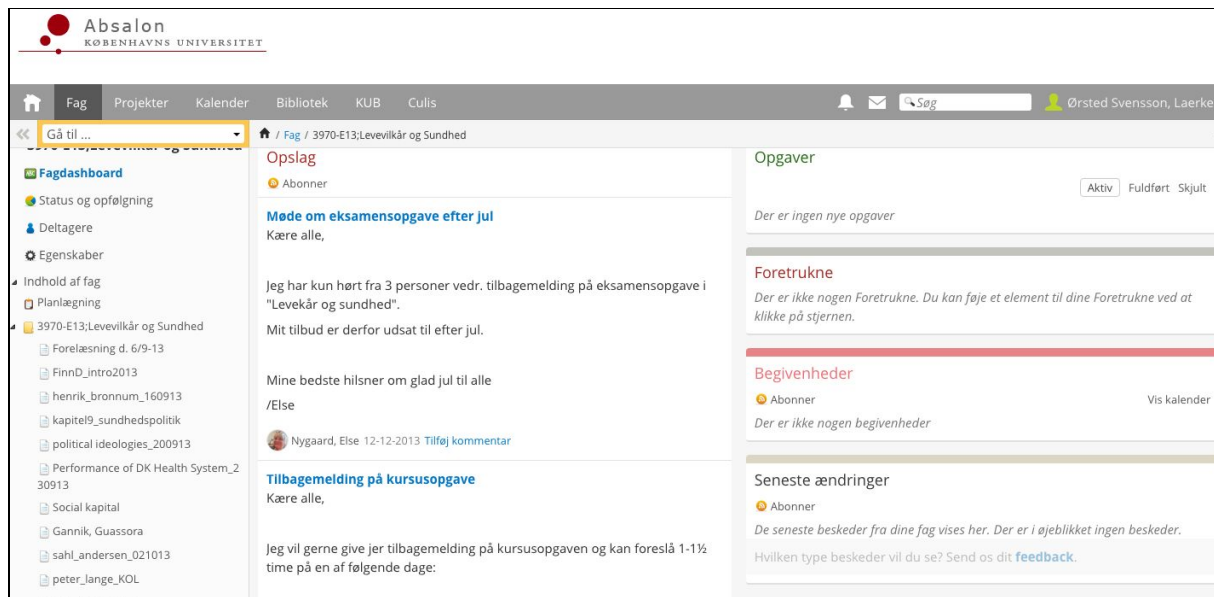 Absalon
KØBENHAVNS UNIVERSITET
Fag Projekter Kalender Bibliotek KUB Culis Søg Ørsted Svensson, Laerke
Gå til ... / Fag / 3970-E13;Levevilkår og Sundhed
3970-E13;Levevilkår og Sundhed
Fagdashboard
Status og opfølgning
Deltagere
Egenskaber
Indhold af fag
Planlægning
3970-E13;Levevilkår og Sundhed
Forelæsning d. 6/9-13
FinnD_intro2013
henrik_bronnum_160913
kapitel9_sundhedspolitik
political ideologies_200913
Performance of DK Health System_2
30913
Social kapital
Gannik, Guassora
sahl_andersen_021013
peter_lange_KOL
Opslag
Abonner
Møde om eksamensopgave efter jul
Kære alle,
Jeg har kun hørt fra 3 personer vedr. tilbagemelding på eksamensopgave i
"Levekår og sundhed".
Mit tilbud er derfor udsat til efter jul.
Mine bedste hilsner om glad jul til alle
/Else
Nygaard, Else 12-12-2013 Tilføj kommentar
Tilbagemelding på kursusopgave
Kære alle,
Jeg vil gerne give jer tilbagemelding på kursusopgaven og kan foreslå 1-1½
time på en af følgende dage:
Opgaver
Aktiv Fuldført Skjult
Der er ingen nye opgaver
Foretrukne
Der er ikke nogen Foretrukne. Du kan føje et element til dine Foretrukne ved at
klikke på stjernen.
Begivenheder
Abonner Vis kalender
Der er ikke nogen begivenheder
Seneste ændringer
Abonner
De seneste beskeder fra dine fag vises her. Der er i øjeblikket ingen beskeder.
Hvilken type beskeder vil du se? Send os dit feedback.